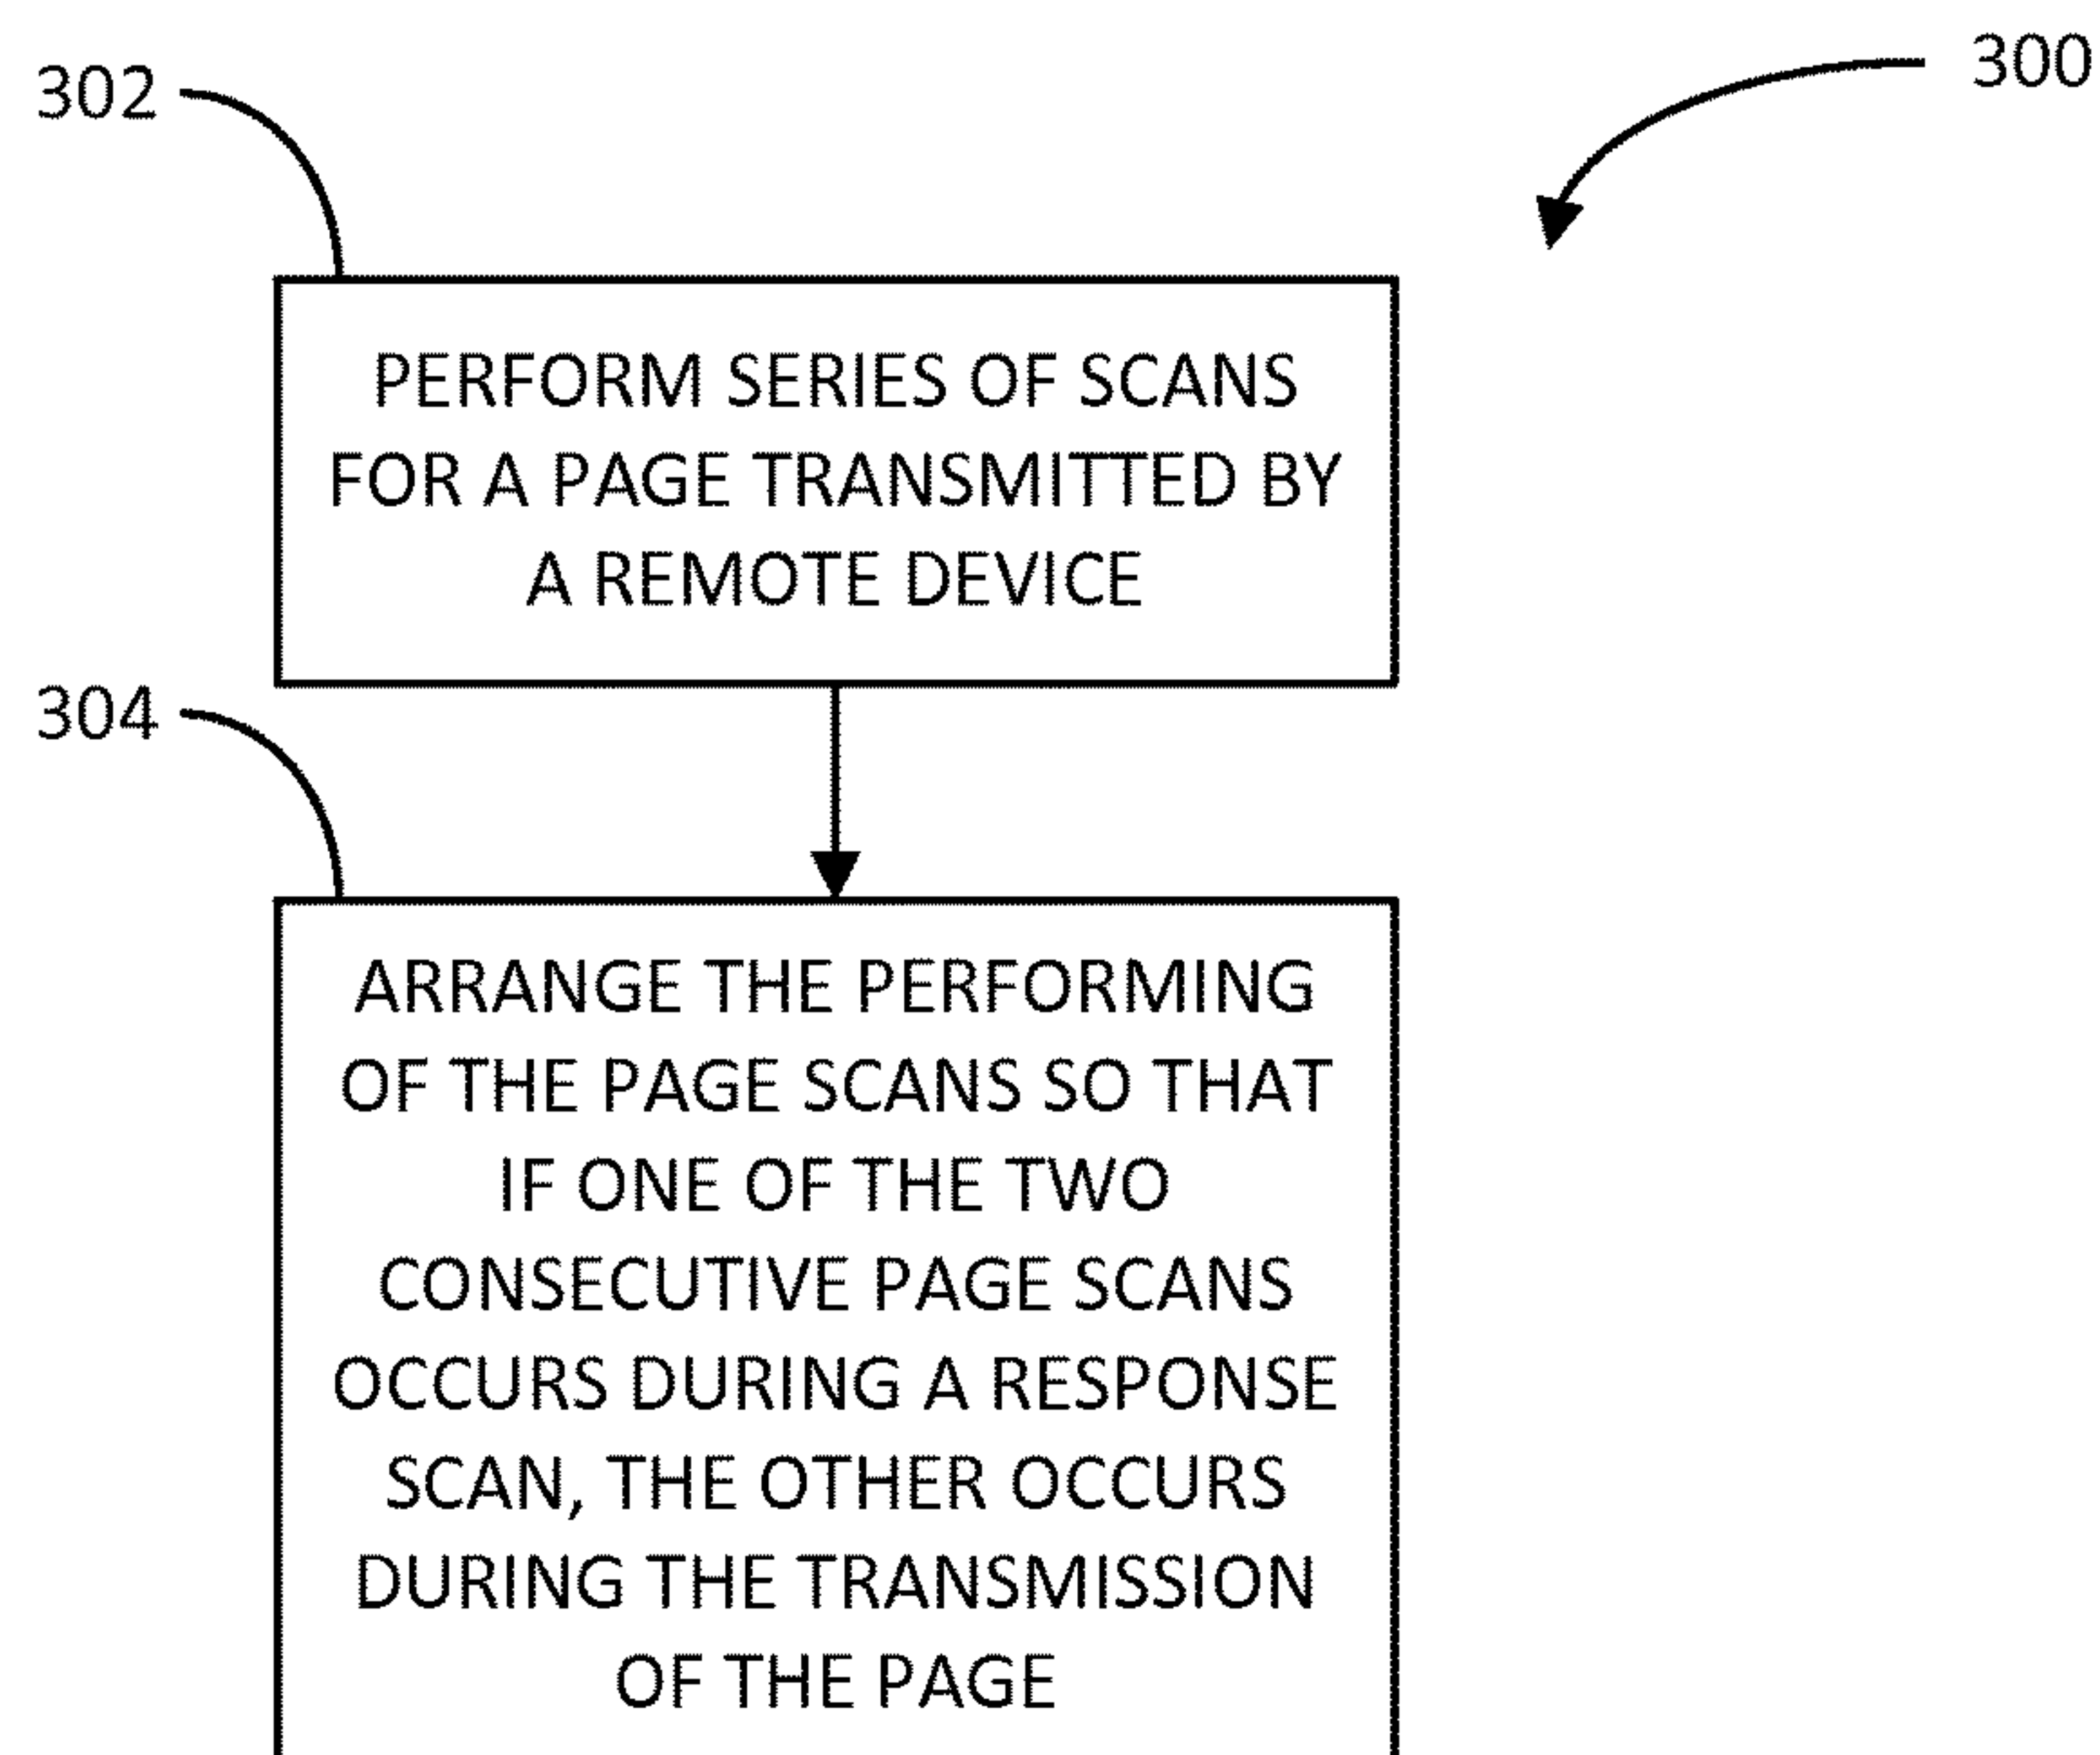 302
300
PERFORM SERIES OF SCANS
FOR A PAGE TRANSMITTED BY
A REMOTE DEVICE
304
ARRANGE THE PERFORMING
OF THE PAGE SCANS SO THAT
IF ONE OF THE TWO
CONSECUTIVE PAGE SCANS
OCCURS DURING A RESPONSE
SCAN, THE OTHER OCCURS
DURING THE TRANSMISSION
OF THE PAGE